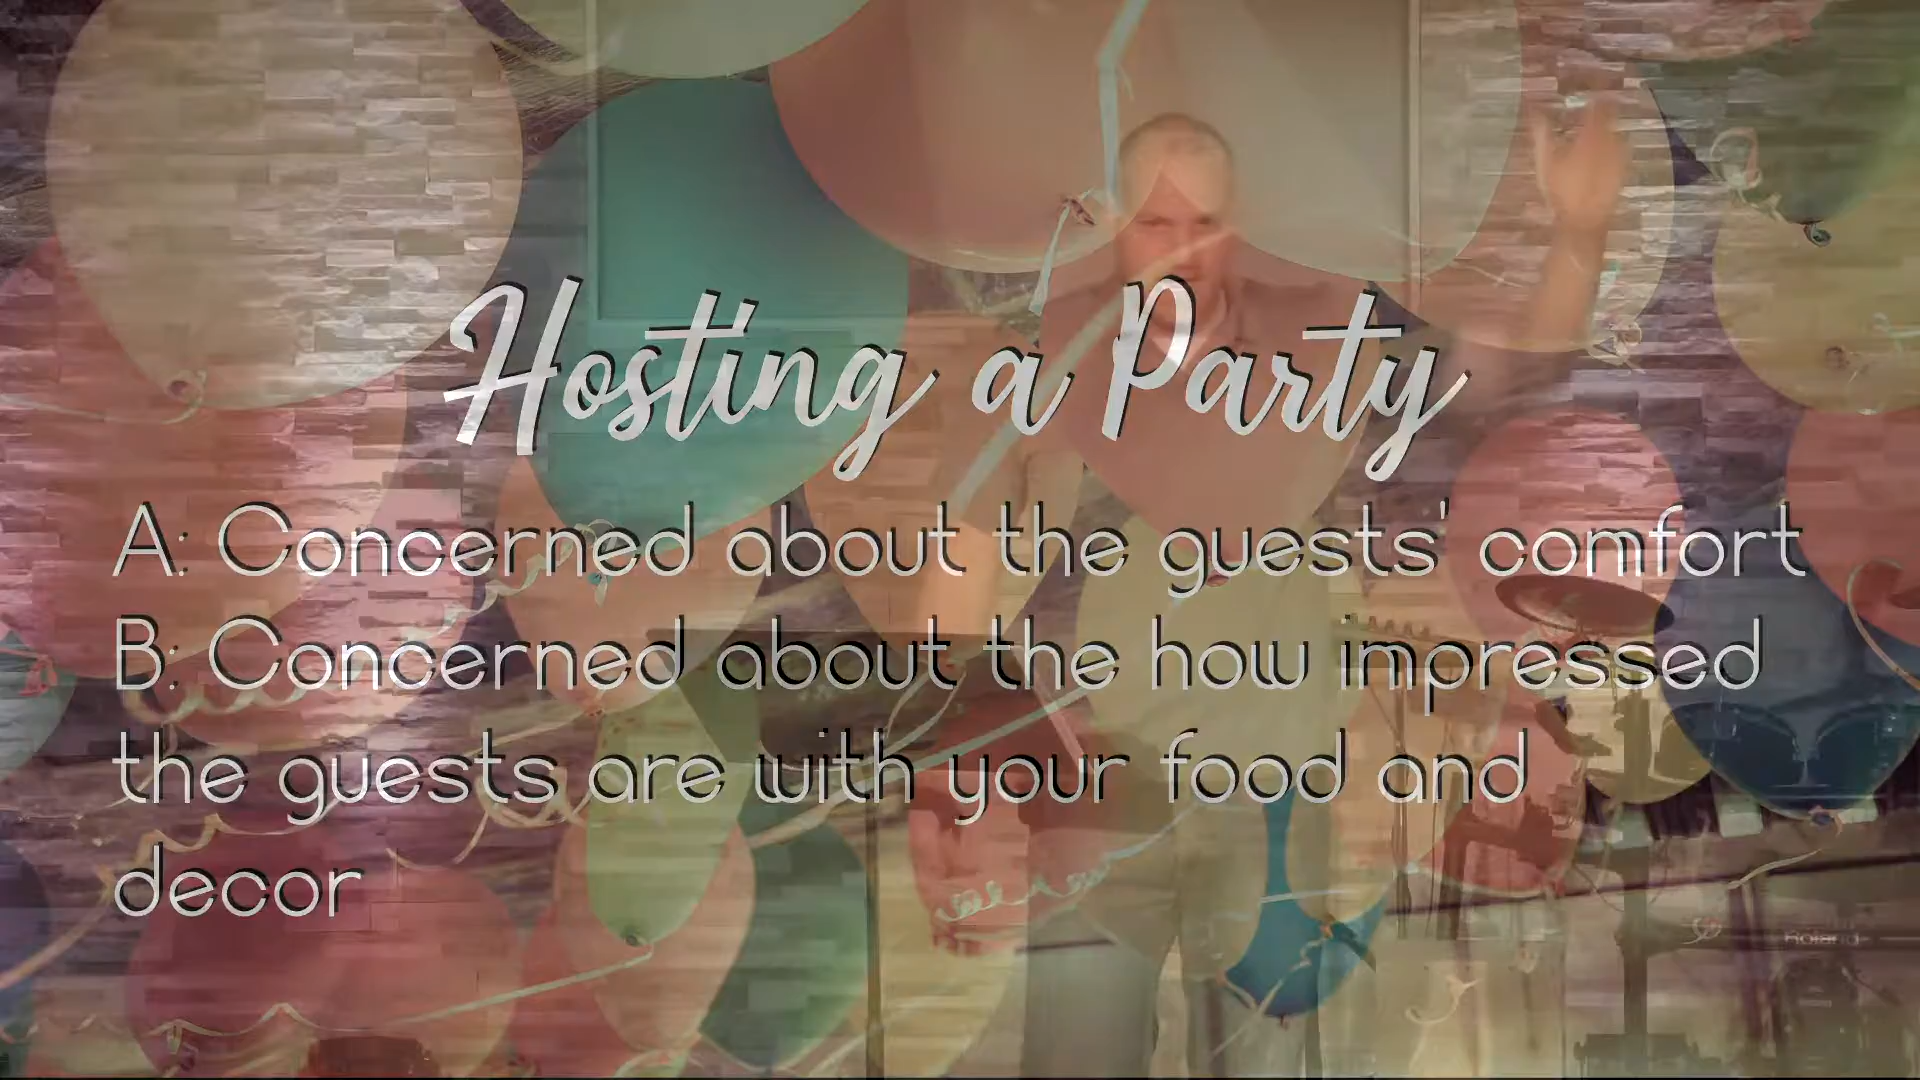 Hosting a Party
A: Concerned about the guests' comfort
B: Concerned about the how impressed
the guests are with your food and
decor
Roland